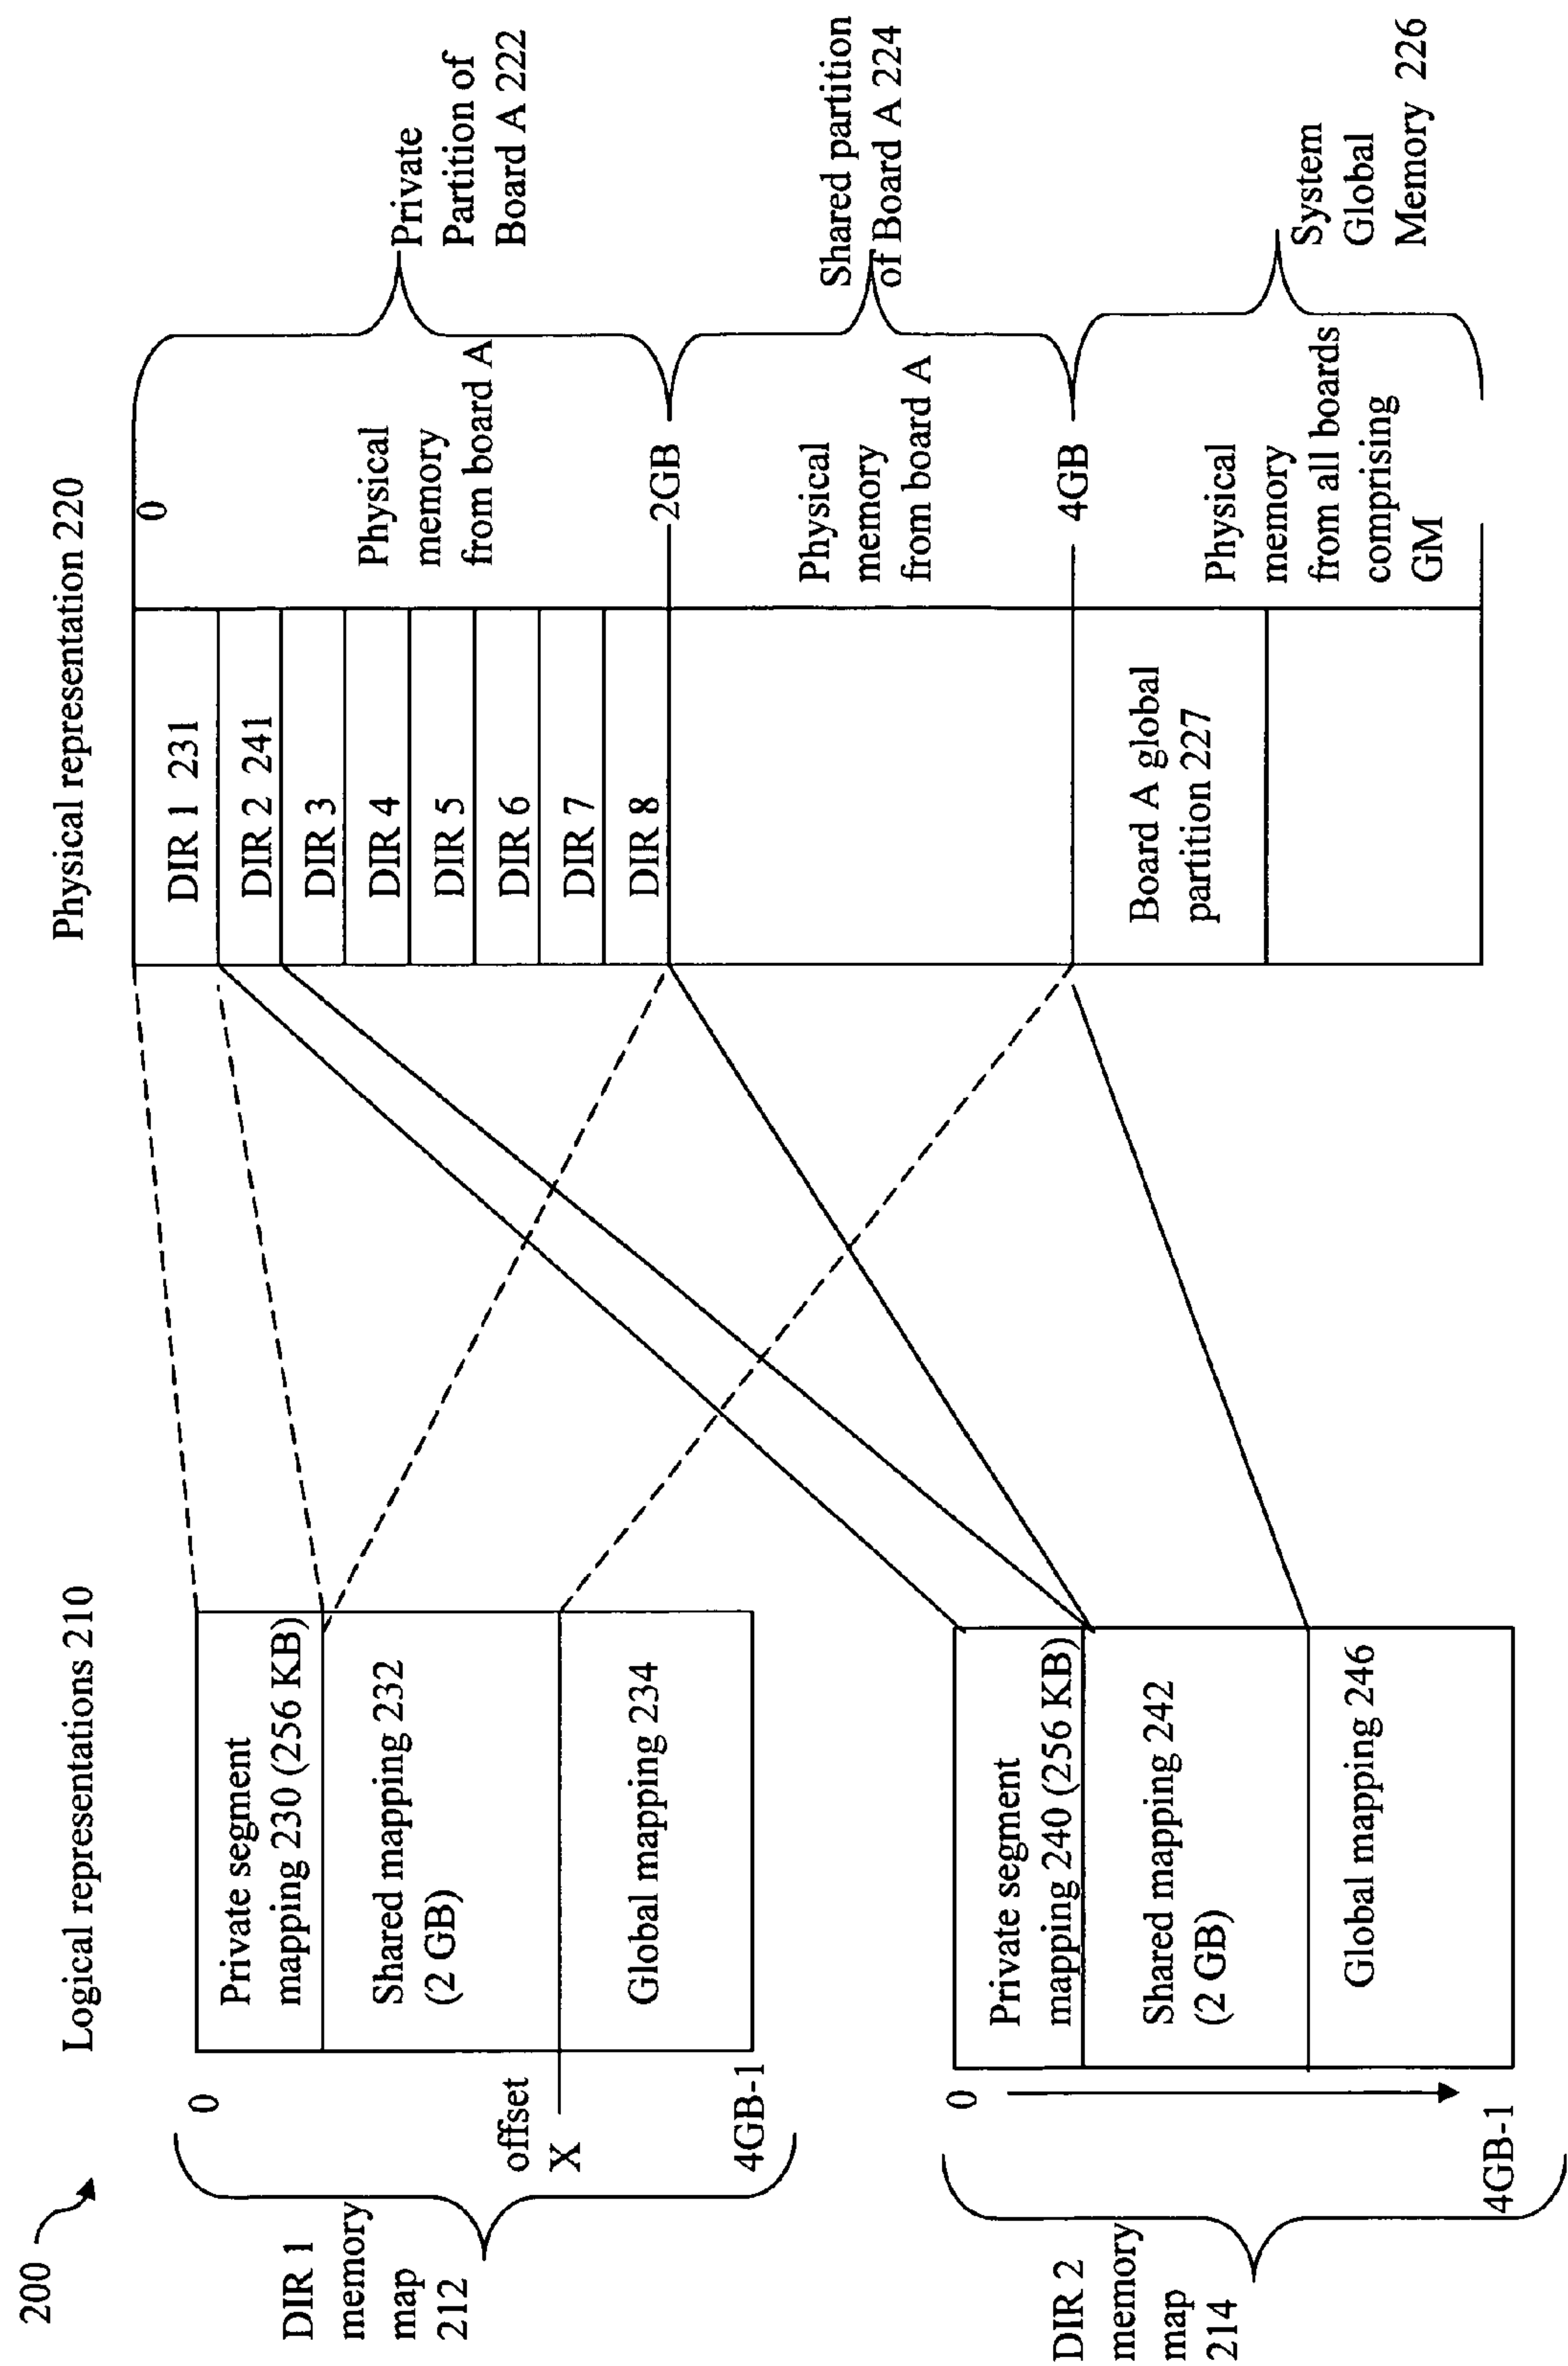 200
Logical representations 210
Physical representation 220
DIR 1
memory
map
212
0
offset
X
4GB-1
Private segment
mapping 230 (256 KB)
Shared mapping 232
(2 GB)
Global mapping 234
DIR 2
memory
map
214
0
4GB-1
Private segment
mapping 240 (256 KB)
Shared mapping 242
(2 GB)
Global mapping 246
DIR 1 231
DIR 2 241
DIR 3
DIR 4
DIR 5
DIR 6
DIR 7
DIR 8
Board A global
partition 227
0
Physical
memory
from board A
2GB
Physical
memory
from board A
4GB
Physical
memory
from all boards
comprising
GM
Private
Partition of
Board A 222
Shared partition
of Board A 224
System
Global
Memory 226